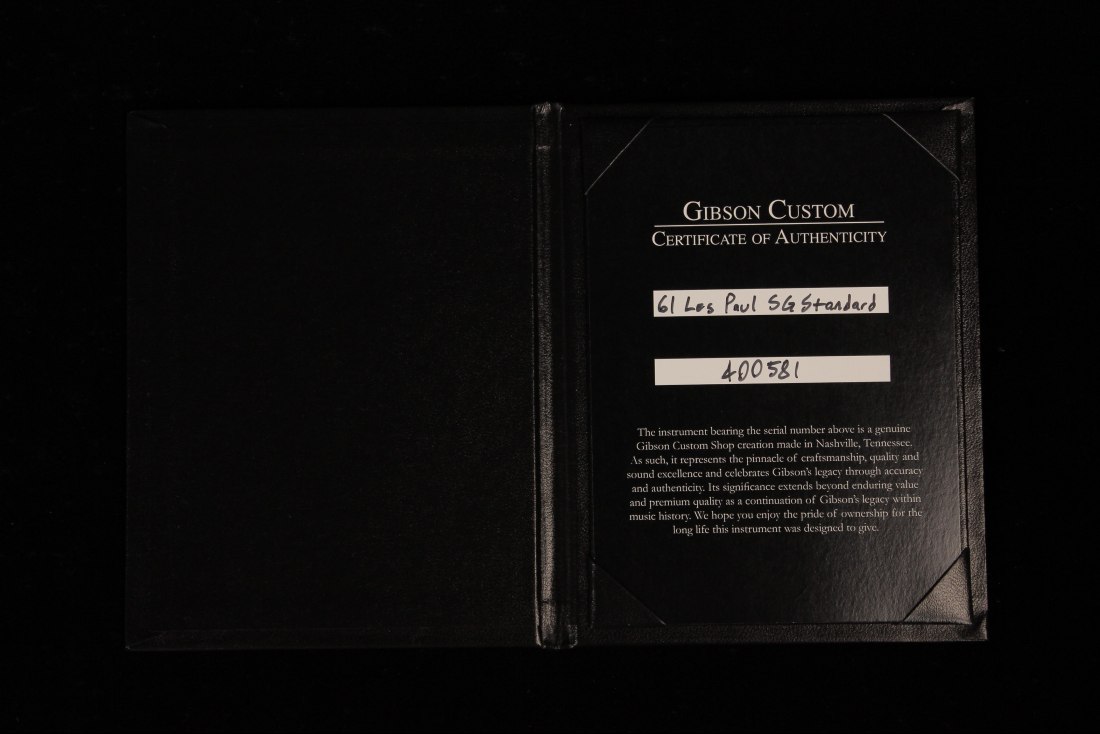 GIBSON CUSTOM
CERTIFICATE OF AUTHENTICITY
61 Les Paul SG Standard
400581
The instrument bearing the serial number above is a genuine
Gibson Custom Shop creation made in Nashville, Tennessee.
As such, it represents the pinnacle of craftsmanship, quality and
sound excellence and celebrates Gibson's legacy through accuracy
and authenticity. Its significance extends beyond enduring value
and premium quality as a continuation of Gibson's legacy within
music history. We hope you enjoy the pride of ownership for the
long life this instrument was designed to give.